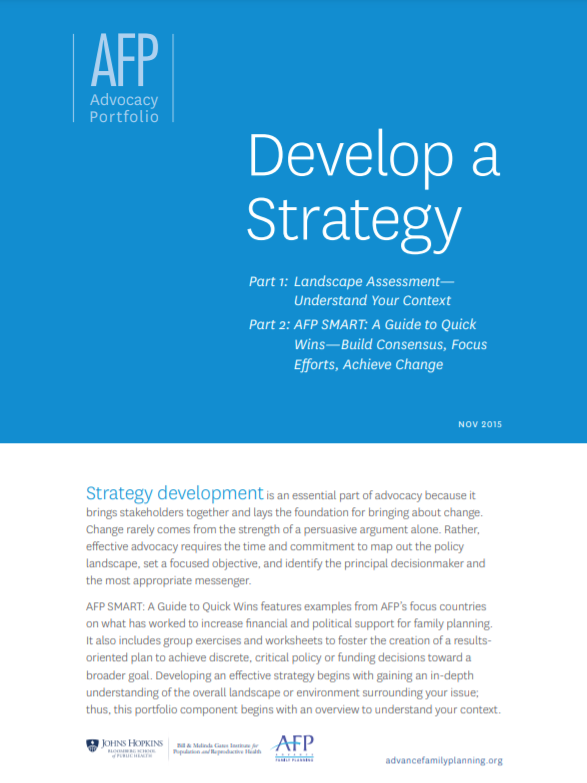 AFP
Advocacy
Portfolio
Develop a
Strategy
Part 1: Landscape Assessment—
Understand Your Context
Part 2: AFP SMART: A Guide to Quick
Wins—Build Consensus, Focus
Efforts, Achieve Change
NOV 2015
Strategy development is an essential part of advocacy because it
brings stakeholders together and lays the foundation for bringing about change.
Change rarely comes from the strength of a persuasive argument alone. Rather,
effective advocacy requires the time and commitment to map out the policy
landscape, set a focused objective, and identify the principal decisionmaker and
the most appropriate messenger.
AFP SMART: A Guide to Quick Wins features examples from AFP's focus countries
on what has worked to increase financial and political support for family planning.
It also includes group exercises and worksheets to foster the creation of a results-
oriented plan to achieve discrete, critical policy or funding decisions toward a
broader goal. Developing an effective strategy begins with gaining an in-depth
understanding of the overall landscape or environment surrounding your issue;
thus, this portfolio component begins with an overview to understand your context.
JOHNS HOPKINS
BLOOMBERG SCHOOL
of PUBLIC HEALTH
Bill & Melinda Gates Institute for
Population and Reproductive Health
AFP
ADVANCE
FAMILY PLANNING
advancefamilyplanning.org